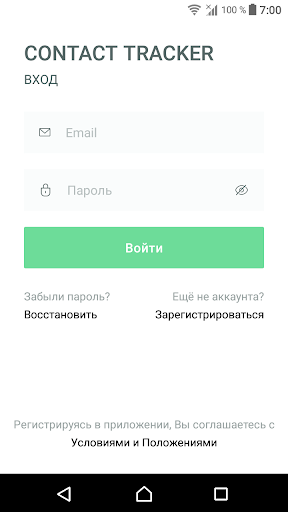 100 % 7:00
CONTACT TRACKER
ВХОД
Email
Пароль
Войти
Забыли пароль? Ещё не аккаунта?
Восстановить Зарегистрироваться
Регистрируясь в приложении, Вы соглашаетесь с
Условиями и Положениями